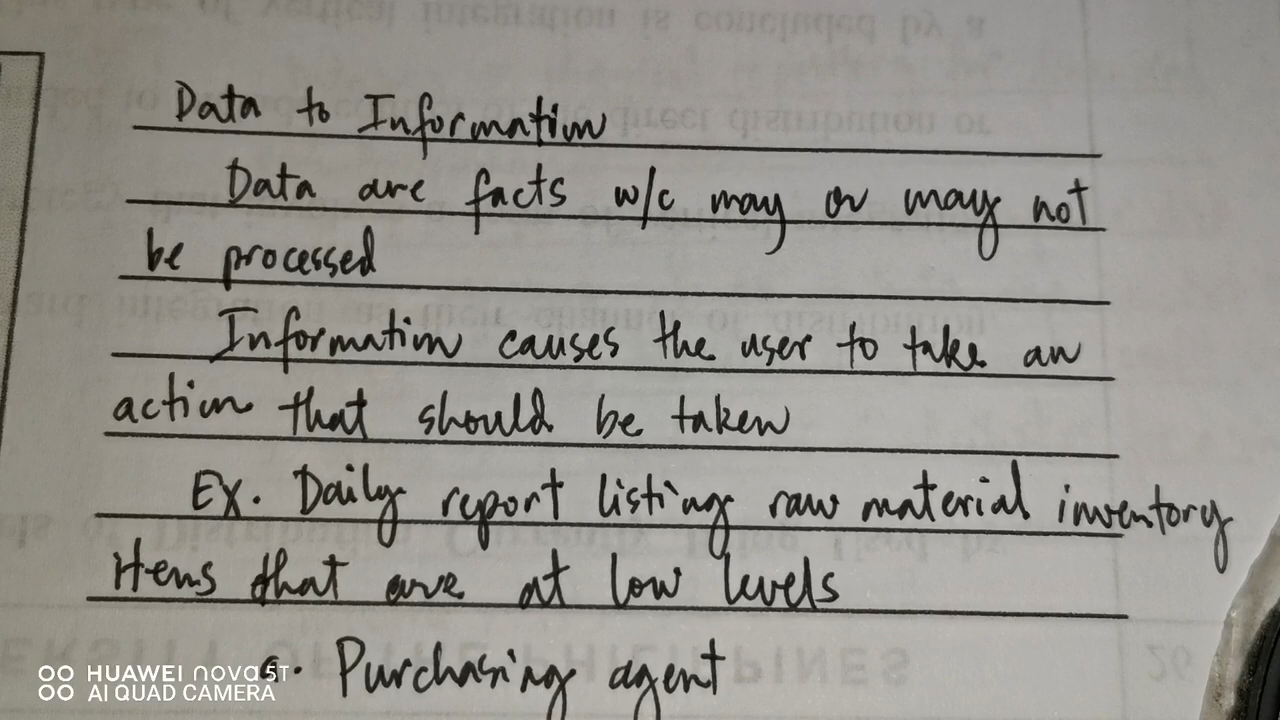 Data to Information
Data are facts w/c may or may not
be processed
Information causes the user to take an
action that should be taken
Ex. Daily report listing raw material inventory
items that are at low levels
a. Purchasing agent
HUAWEI nova 5T
AI QUAD CAMERA